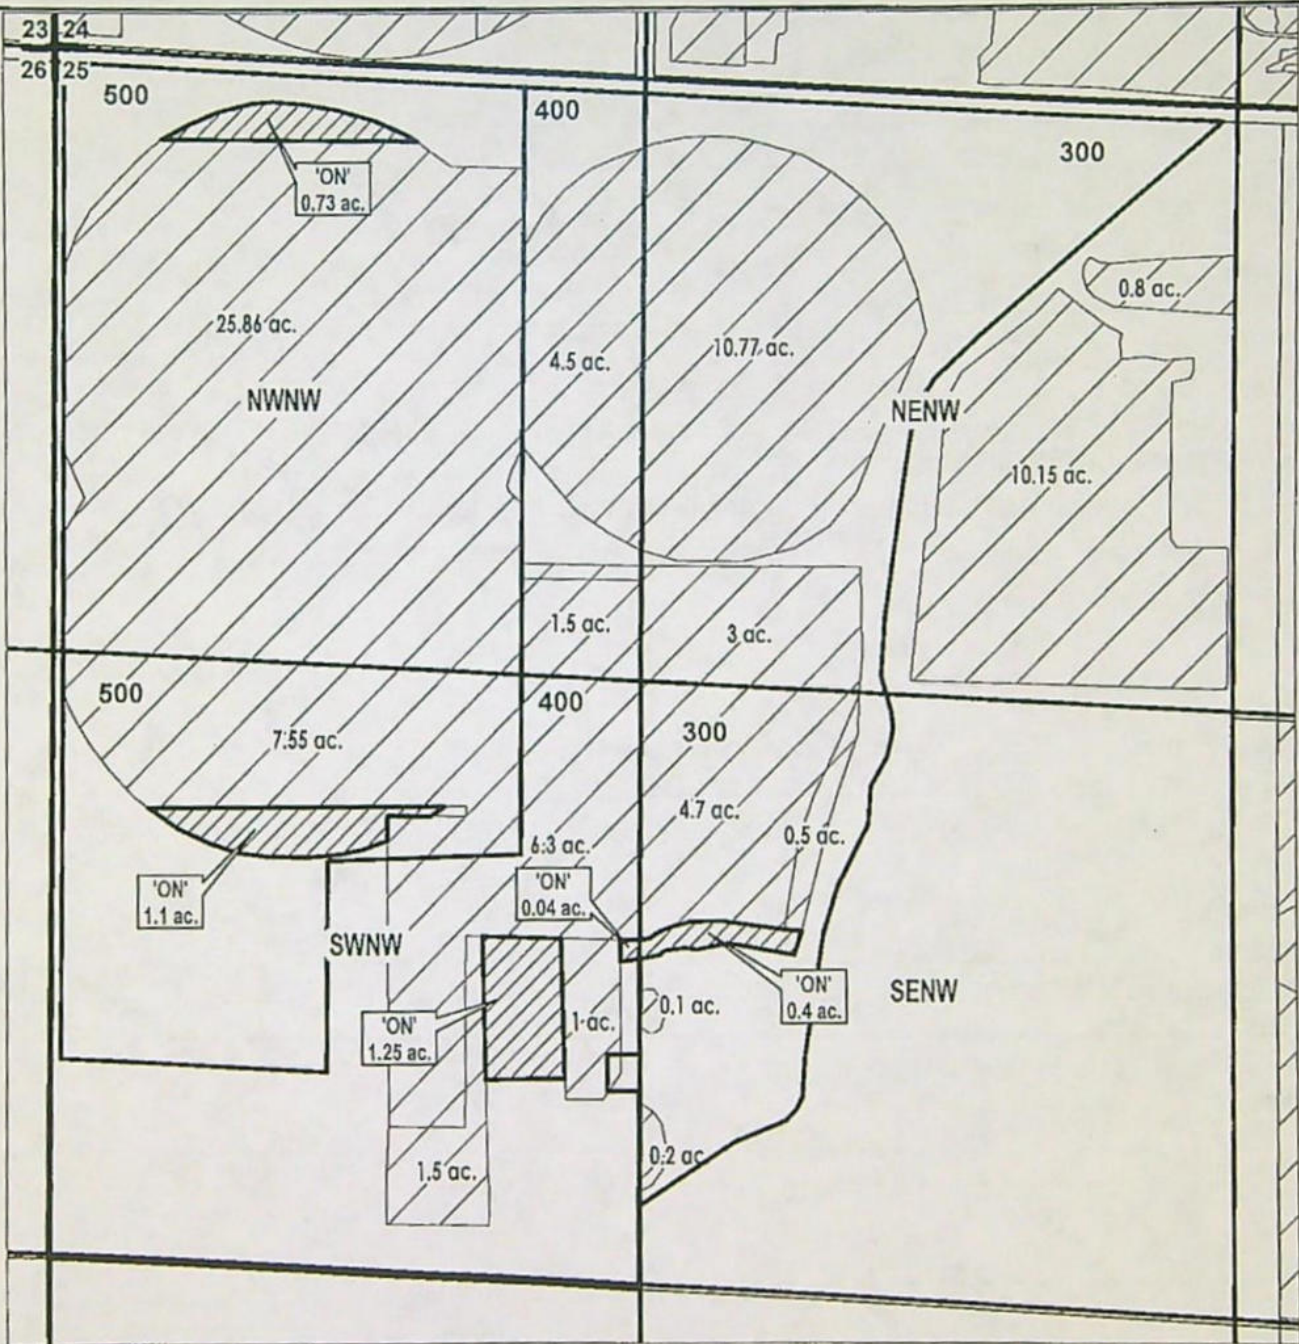 23 24
26 25
500
400
300
'ON'
0.73 ac.
0.8 ac.
25.86 ac.
4.5 ac.
10.77 ac.
NWNW
NENW
10.15 ac.
1.5 ac.
3 ac.
500
400
300
7.55 ac.
4.7 ac.
0.5 ac.
6.3 ac.
'ON'
0.04 ac.
'ON'
1.1 ac.
SWNW
SENW
'ON'
0.4 ac.
0.1 ac.
'ON'
1.25 ac.
1 ac.
0.2 ac
1.5 ac.